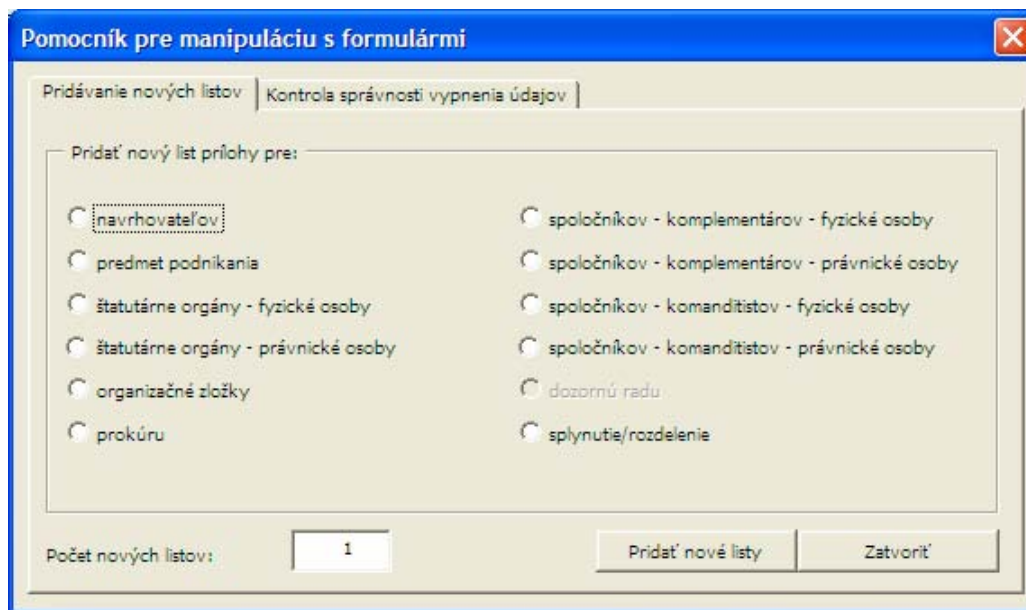 Pomocník pre manipuláciu s formulármi
Pridávanie nových listov
Kontrola správnosti vypnenia údajov
Pridať nový list prílohy pre:
navrhovateľov
predmet podnikania
štatutárne orgány - fyzické osoby
štatutárne orgány - právnické osoby
organizačné zložky
prokúru
spoločníkov - komplementárov - fyzické osoby
spoločníkov - komplementárov - právnické osoby
spoločníkov - komanditistov - fyzické osoby
spoločníkov - komanditistov - právnické osoby
dozornú radu
splynutie/rozdelenie
Počet nových listov:
1
Pridať nové listy
Zatvoriť